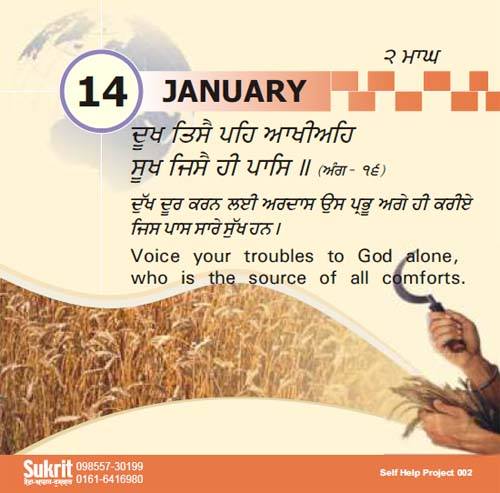 ੨ ਮਾਘ
14 JANUARY
ਦੂਖ ਤਿਸੈ ਪਹਿ ਆਖੀਅਹਿ
ਸੂਖ ਜਿਸੈ ਹੀ ਪਾਸਿ ॥ (ਅੰਗ - ੧੬)
ਦੁੱਖ ਦੂਰ ਕਰਨ ਲਈ ਅਰਦਾਸ ਉਸ ਪ੍ਰਭੂ ਅਗੇ ਹੀ ਕਰੀਏ
ਜਿਸ ਪਾਸ ਸਾਰੇ ਸੁੱਖ ਹਨ।
Voice your troubles to God alone,
who is the source of all comforts.
Sukrit 098557-30199
0161-6416980
Self Help Project 002